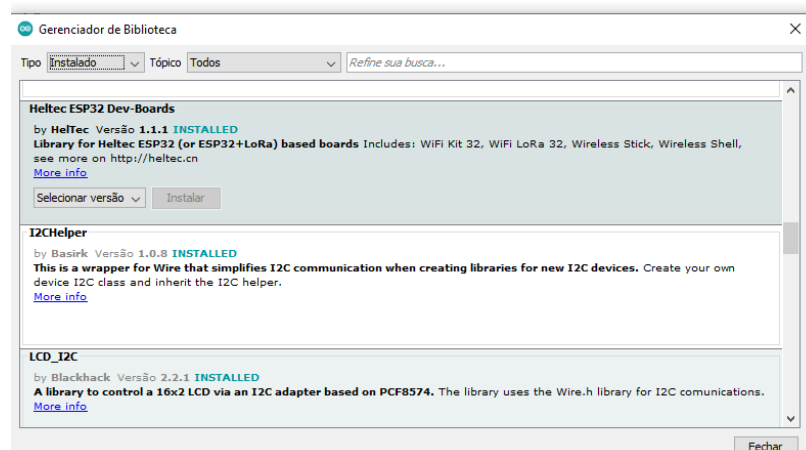 Gerenciador de Biblioteca
Tipo Instalado Tópico Todos Refine sua busca...
Heltec ESP32 Dev-Boards
by HelTec Versão 1.1.1 INSTALLED
Library for Heltec ESP32 (or ESP32+LoRa) based boards Includes: WiFi Kit 32, WiFi LoRa 32, Wireless Stick, Wireless Shell,
see more on http://heltec.cn
More info
Selecionar versão Instalar
I2CHelper
by Basirk Versão 1.0.8 INSTALLED
This is a wrapper for Wire that simplifies I2C communication when creating libraries for new I2C devices. Create your own
device I2C class and inherit the I2C helper.
More info
LCD_I2C
by Blackhack Versão 2.2.1 INSTALLED
A library to control a 16x2 LCD via an I2C adapter based on PCF8574. The library uses the Wire.h library for I2C comunications.
More info
Fechar